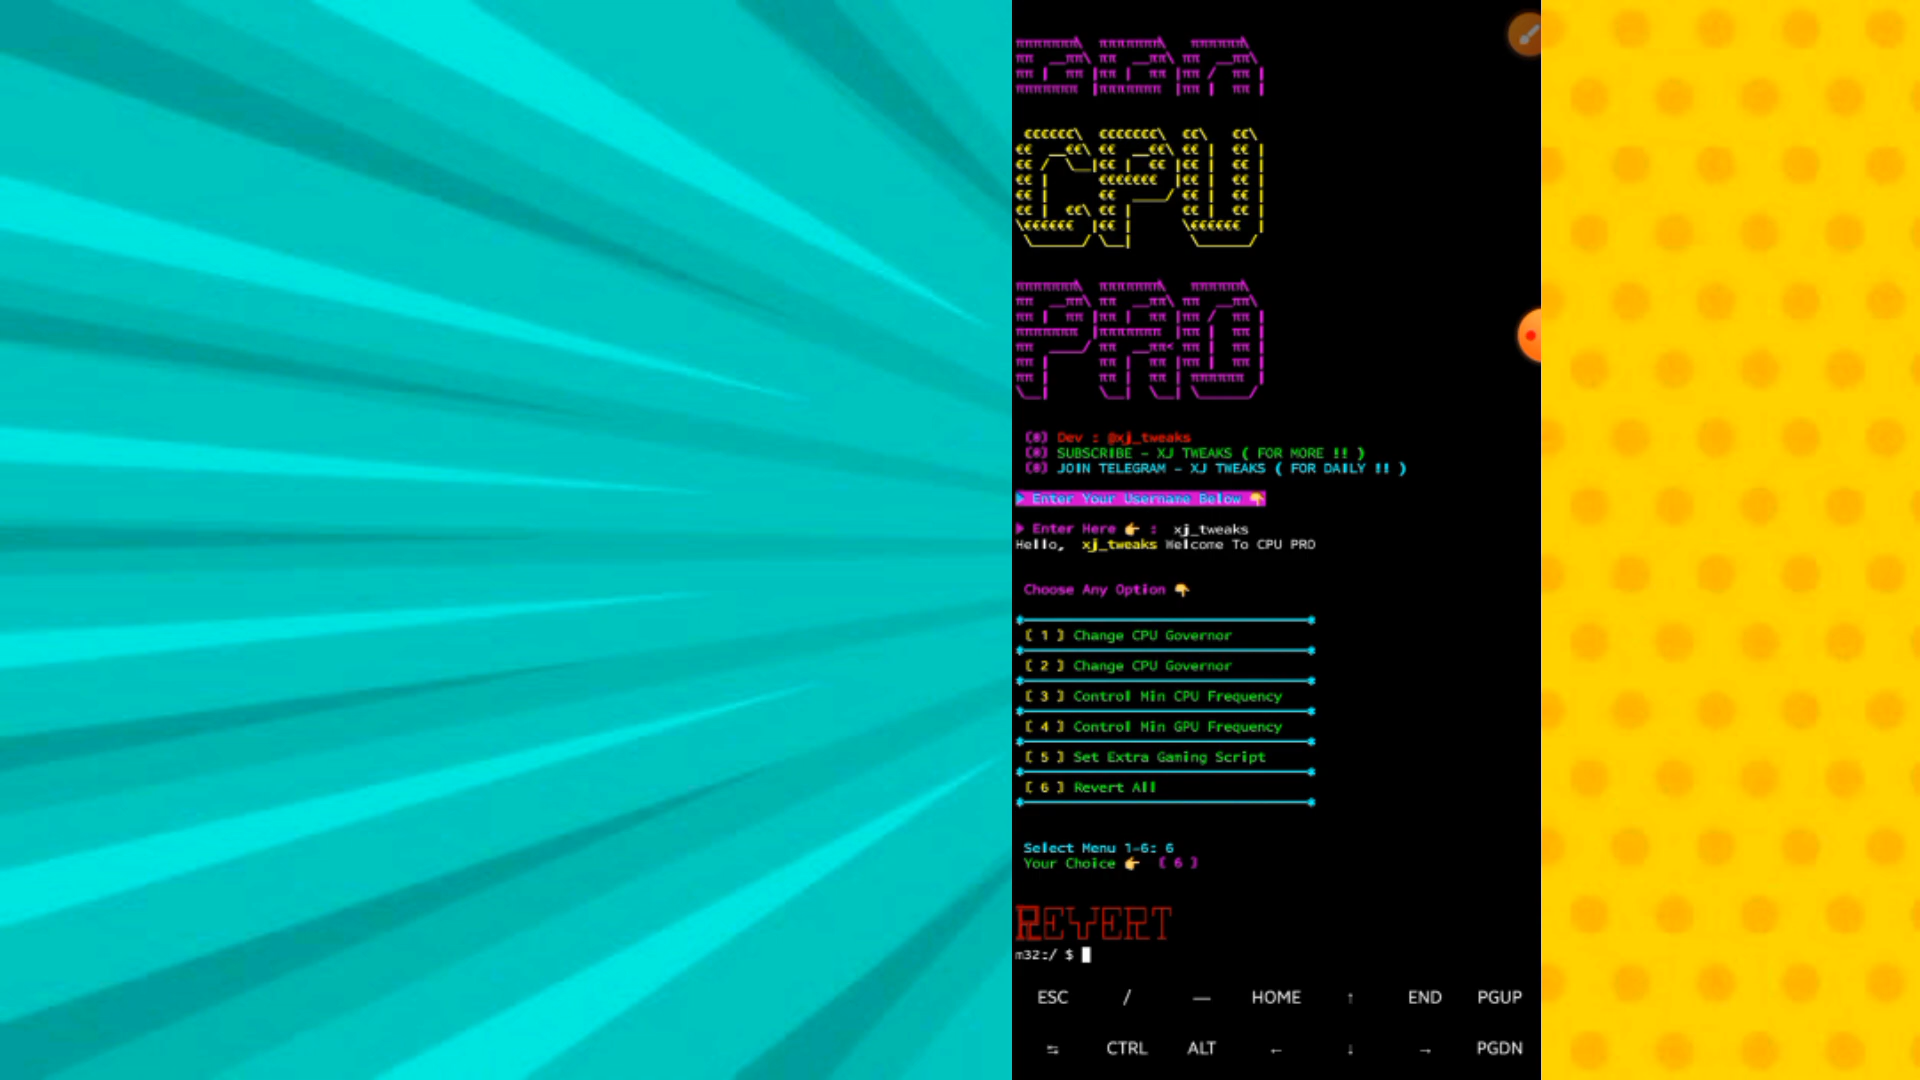 CPU
PRO
[@] Dev : @xj_tweaks
[@] SUBSCRIBE - XJ TWEAKS ( FOR MORE !! )
[@] JOIN TELEGRAM - XJ TWEAKS ( FOR DAILY !! )
Enter Your Username Below 👇
Enter Here 👉 : xj_tweaks
Hello, xj_tweaks Welcome To CPU PRO
Choose Any Option 👇
[ 1 ] Change CPU Governor
[ 2 ] Change CPU Governor
[ 3 ] Control Min CPU Frequency
[ 4 ] Control Min GPU Frequency
[ 5 ] Set Extra Gaming Script
[ 6 ] Revert All
Select Menu 1-6: 6
Your Choice 👉 [ 6 ]
REVERT
m32:/ $
ESC / — HOME ↑ END PGUP
⇆ CTRL ALT ← ↓ → PGDN